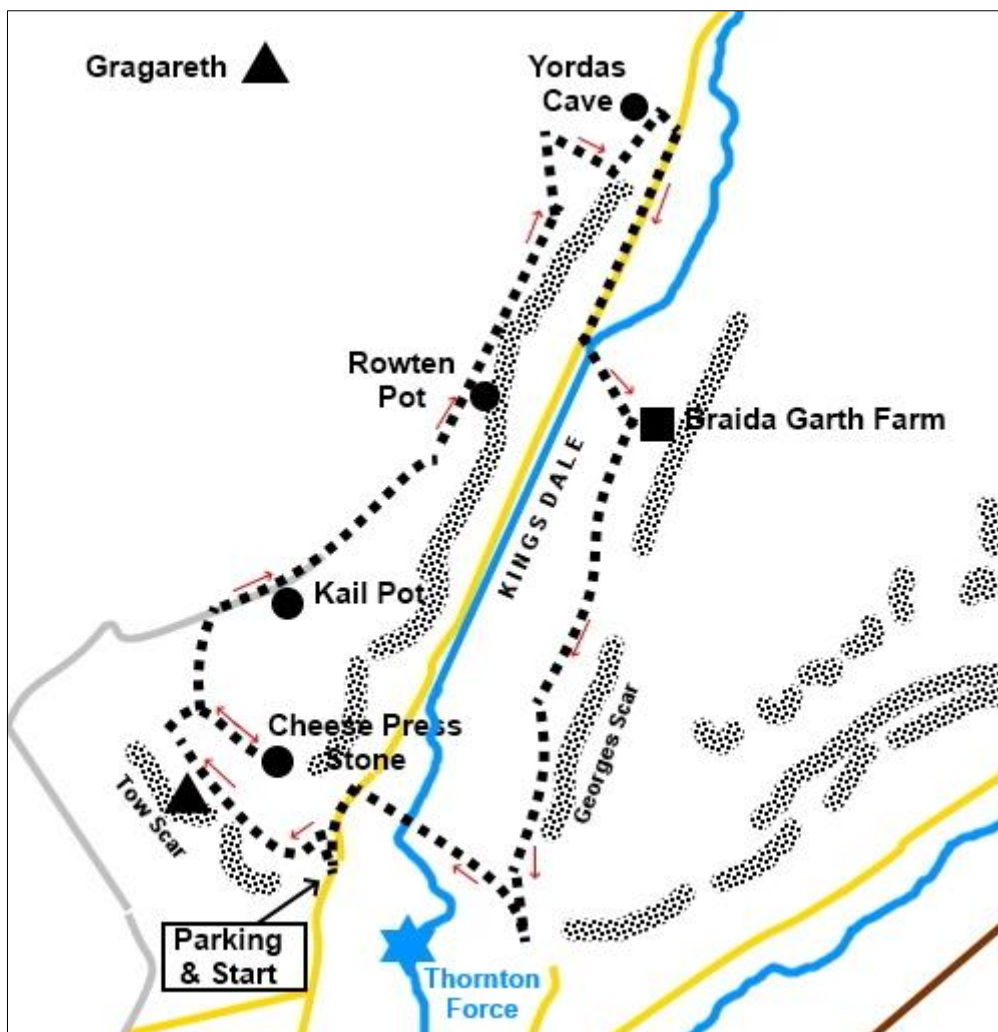 Gragareth
Yordas
Cave
Rowten
Pot
Braida Garth Farm
KINGSDALE
Kail Pot
Cheese Press
Stone
Georges Scar
Tow Scar
Parking
& Start
Thornton
Force